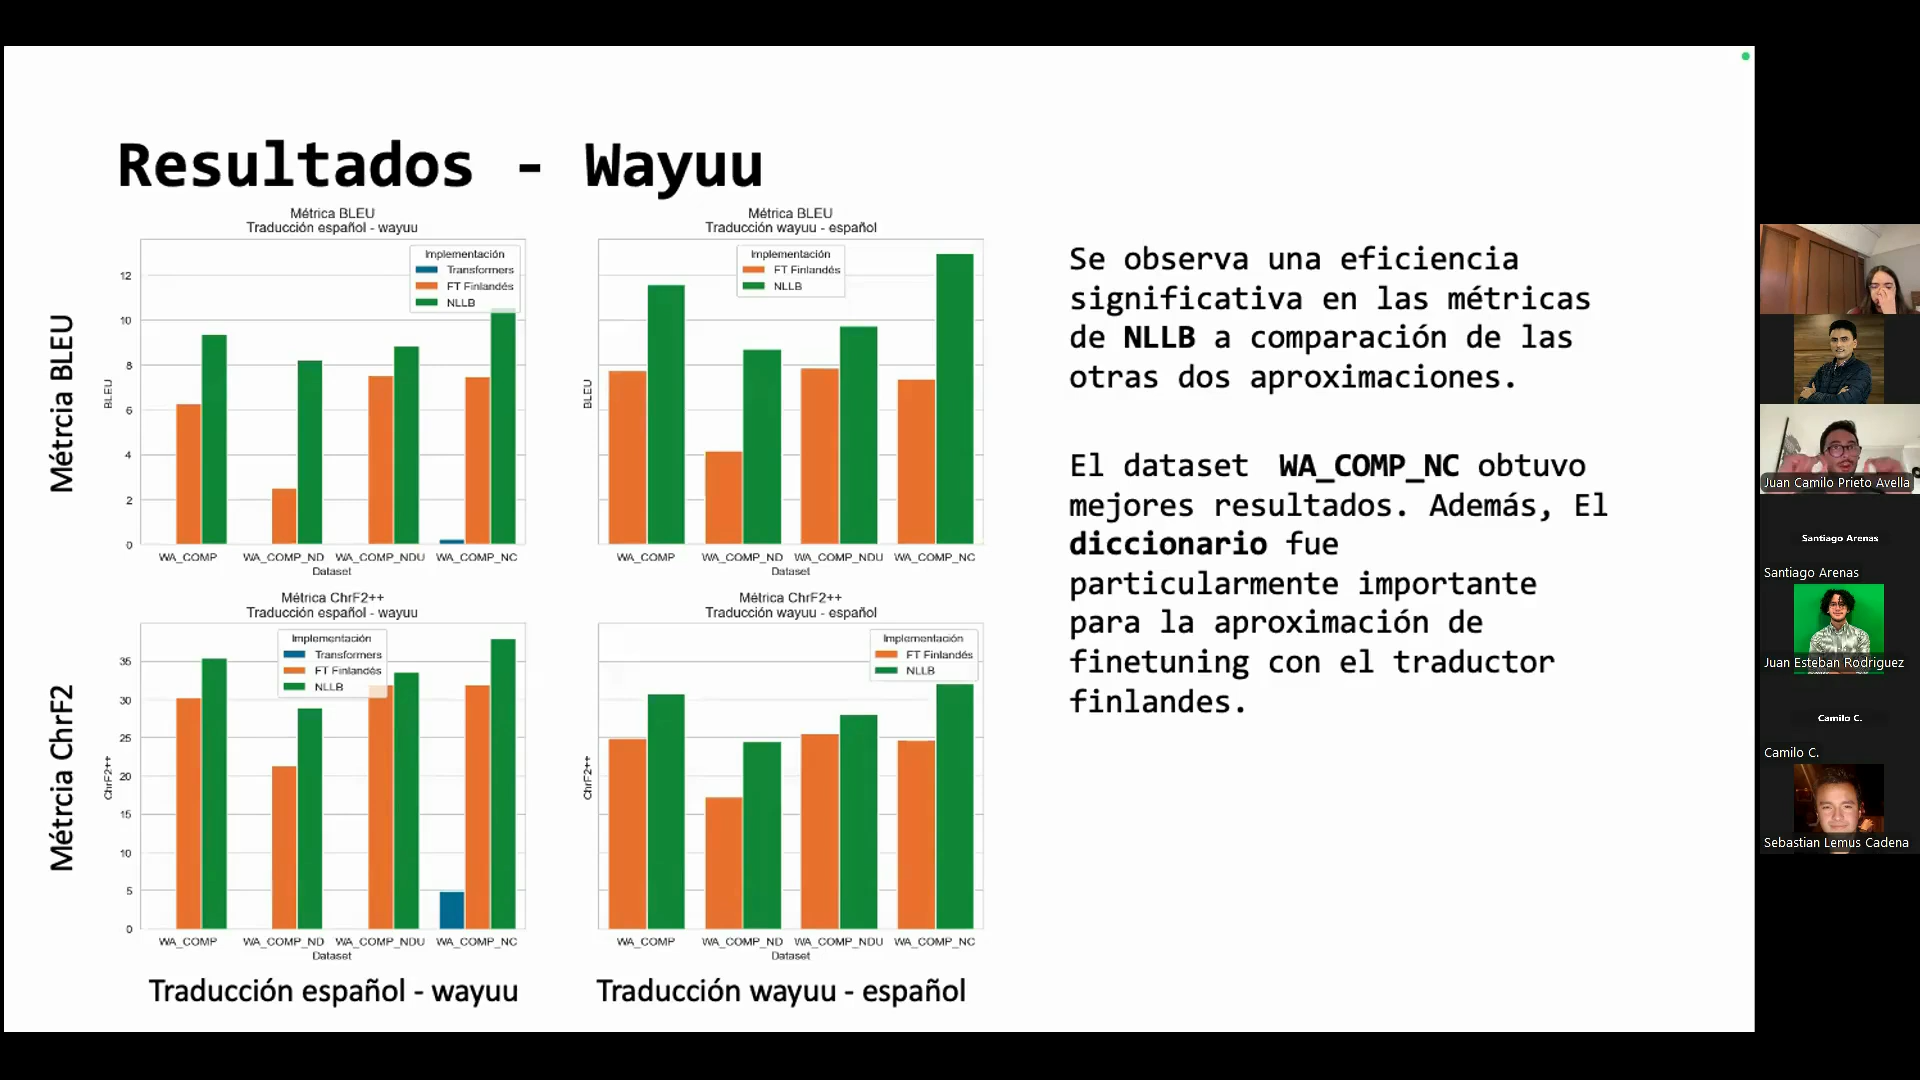 Resultados - Wayuu
Métrcia BLEU
Métrica BLEU
Traducción español - wayuu
Implementación
Transformers
FT Finlandés
NLLB
BLEU
12
10
8
6
4
2
0
WA_COMP WA_COMP_ND WA_COMP_NDU WA_COMP_NC
Dataset
Métrica BLEU
Traducción wayuu - español
Implementación
FT Finlandés
NLLB
BLEU
WA_COMP WA_COMP_ND WA_COMP_NDU WA_COMP_NC
Dataset
Métrcia ChrF2
Métrica ChrF2++
Traducción español - wayuu
Implementación
Transformers
FT Finlandés
NLLB
ChrF2++
35
30
25
20
15
10
5
0
WA_COMP WA_COMP_ND WA_COMP_NDU WA_COMP_NC
Dataset
Métrica ChrF2++
Traducción wayuu - español
Implementación
FT Finlandés
NLLB
ChrF2++
WA_COMP WA_COMP_ND WA_COMP_NDU WA_COMP_NC
Dataset
Traducción español - wayuu
Traducción wayuu - español
Se observa una eficiencia
significativa en las métricas
de NLLB a comparación de las
otras dos aproximaciones.
El dataset WA_COMP_NC obtuvo
mejores resultados. Además, El
diccionario fue
particularmente importante
para la aproximación de
finetuning con el traductor
finlandes.
Juan Camilo Prieto Avella
Santiago Arenas
Santiago Arenas
Juan Esteban Rodriguez
Camilo C.
Camilo C.
Sebastian Lemus Cadena